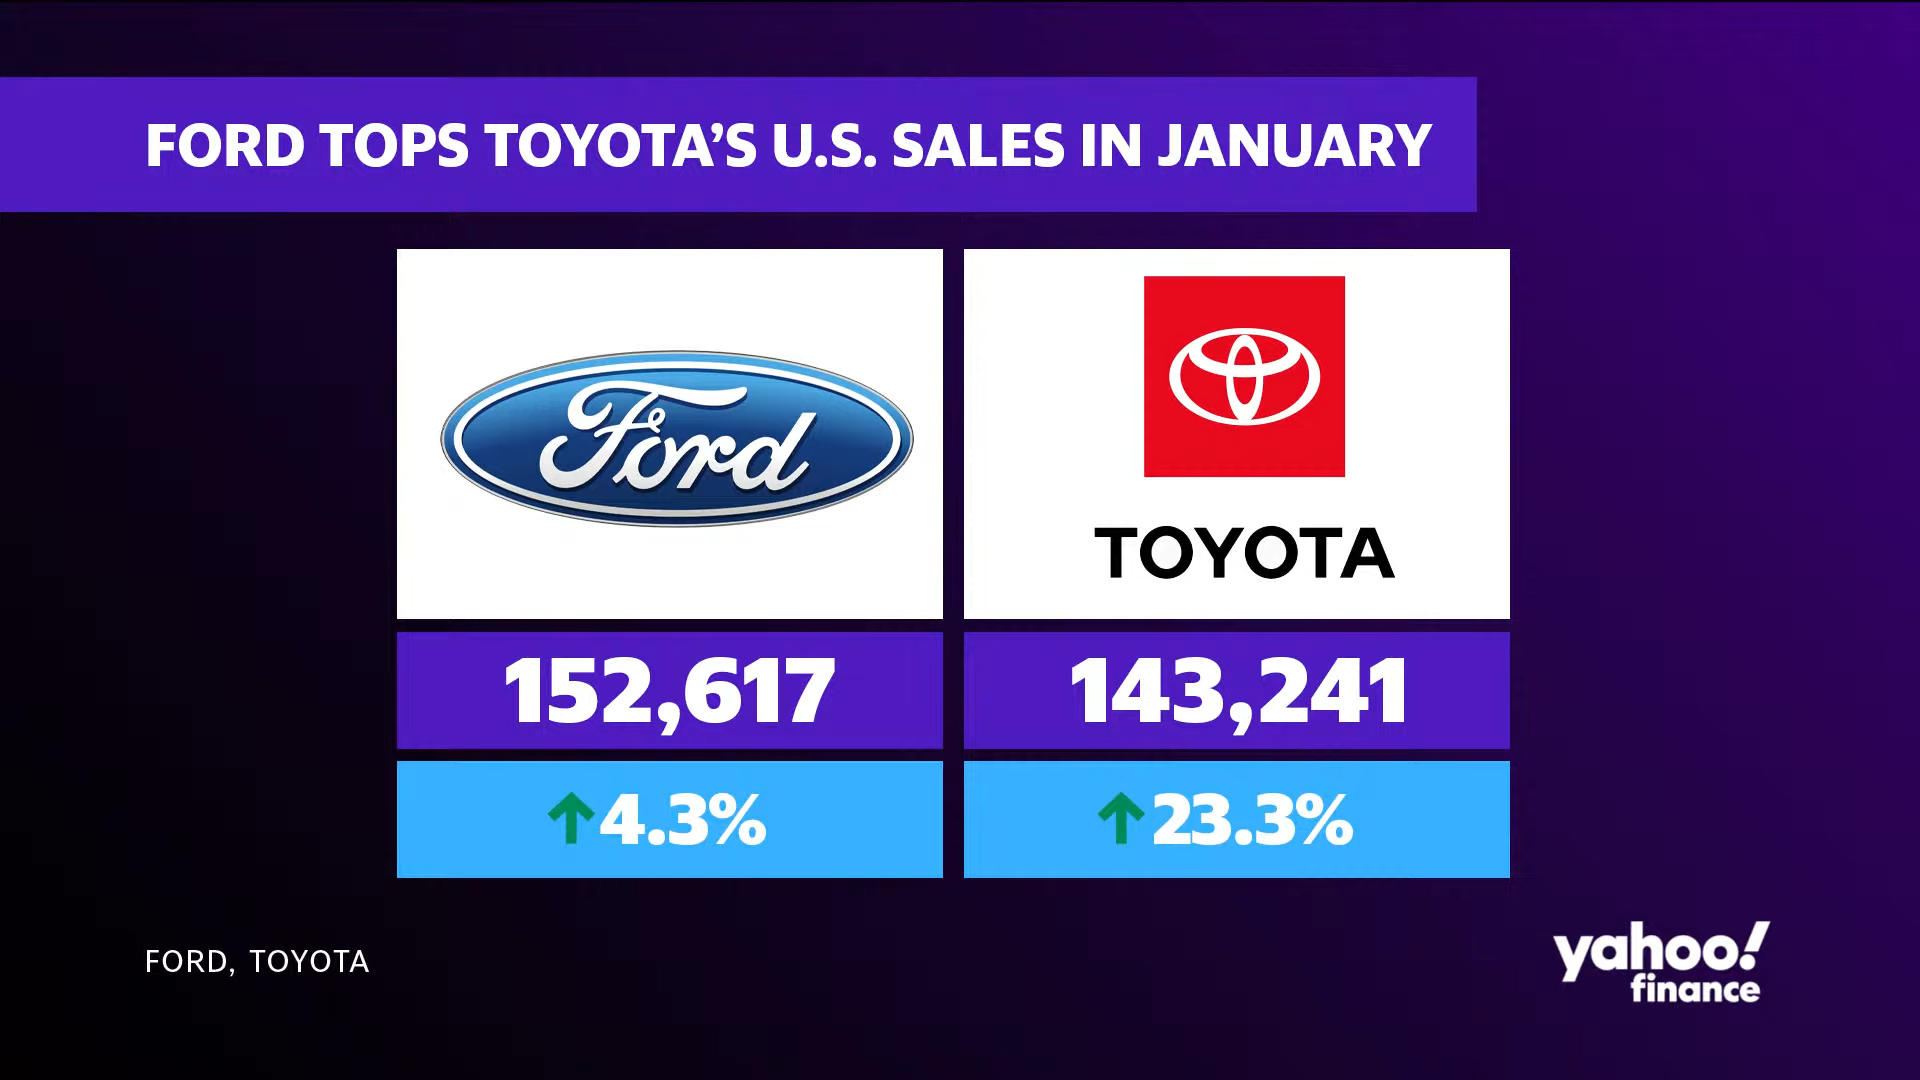 FORD TOPS TOYOTA’S U.S. SALES IN JANUARY
Ford
TOYOTA
152,617
143,241
4.3%
23.3%
FORD, TOYOTA
yahoo!
finance